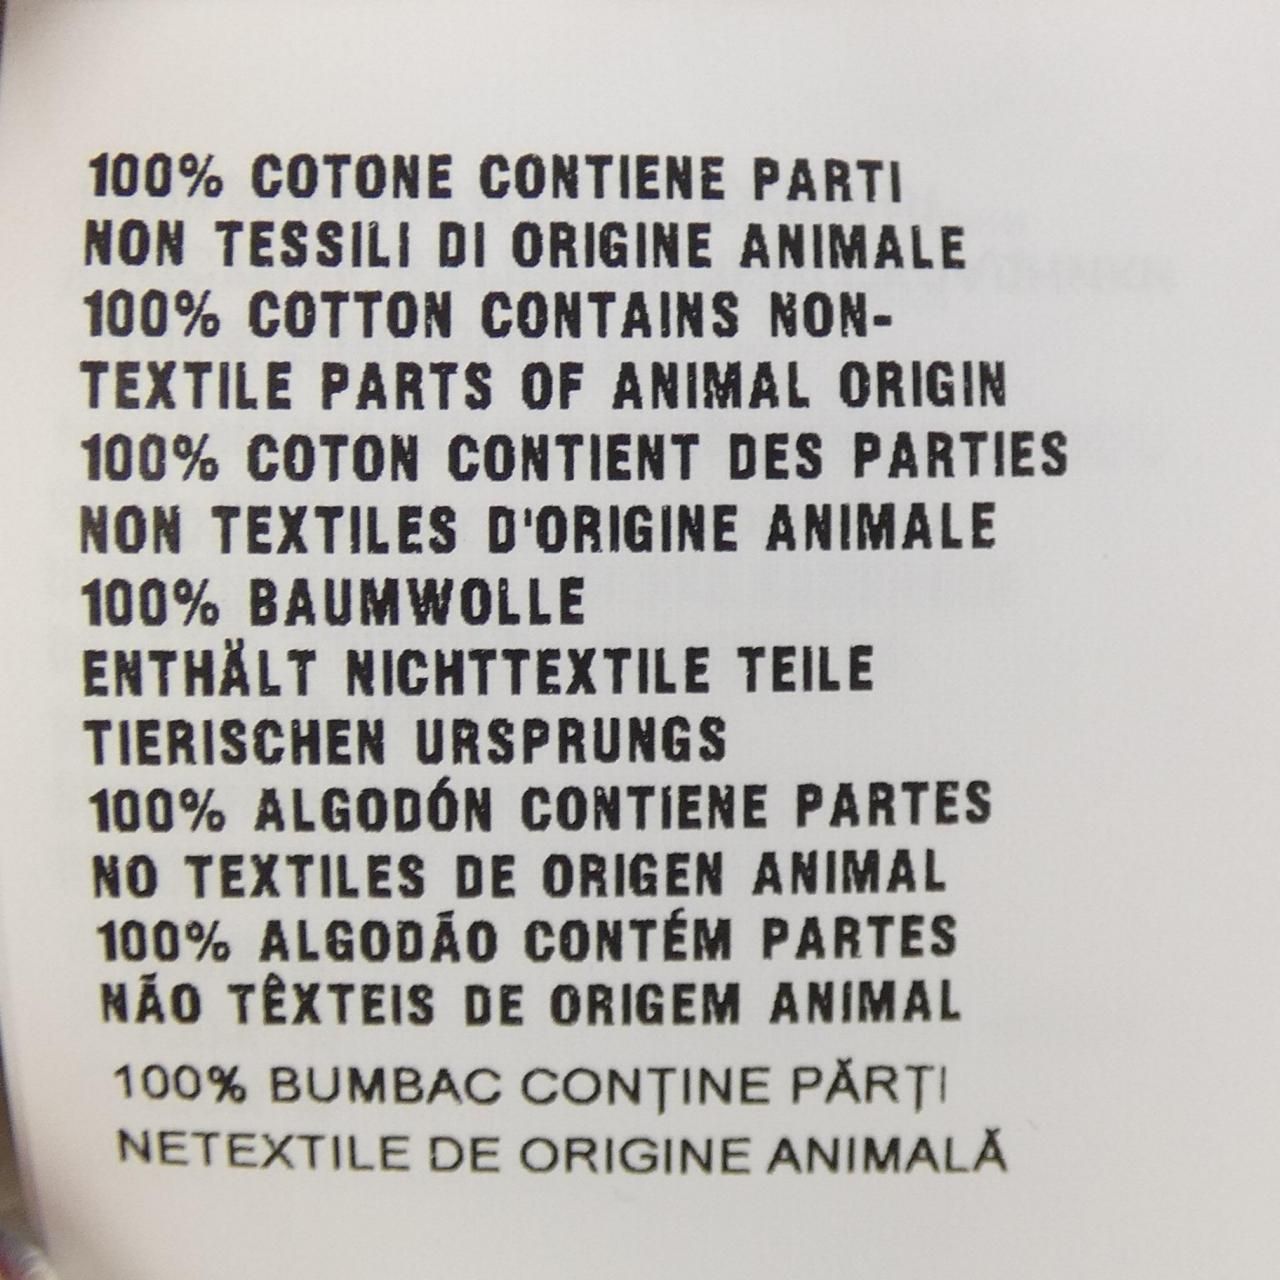 100% COTONE CONTIENE PARTI
NON TESSILI DI ORIGINE ANIMALE
100% COTTON CONTAINS NON-
TEXTILE PARTS OF ANIMAL ORIGIN
100% COTON CONTIENT DES PARTIES
NON TEXTILES D'ORIGINE ANIMALE
100% BAUMWOLLE
ENTHÄLT NICHTTEXTILE TEILE
TIERISCHEN URSPRUNGS
100% ALGODÓN CONTIENE PARTES
NO TEXTILES DE ORIGEN ANIMAL
100% ALGODÃO CONTÉM PARTES
NÃO TÊXTEIS DE ORIGEM ANIMAL
100% BUMBAC CONȚINE PĂRȚI
NETEXTILE DE ORIGINE ANIMALĂ